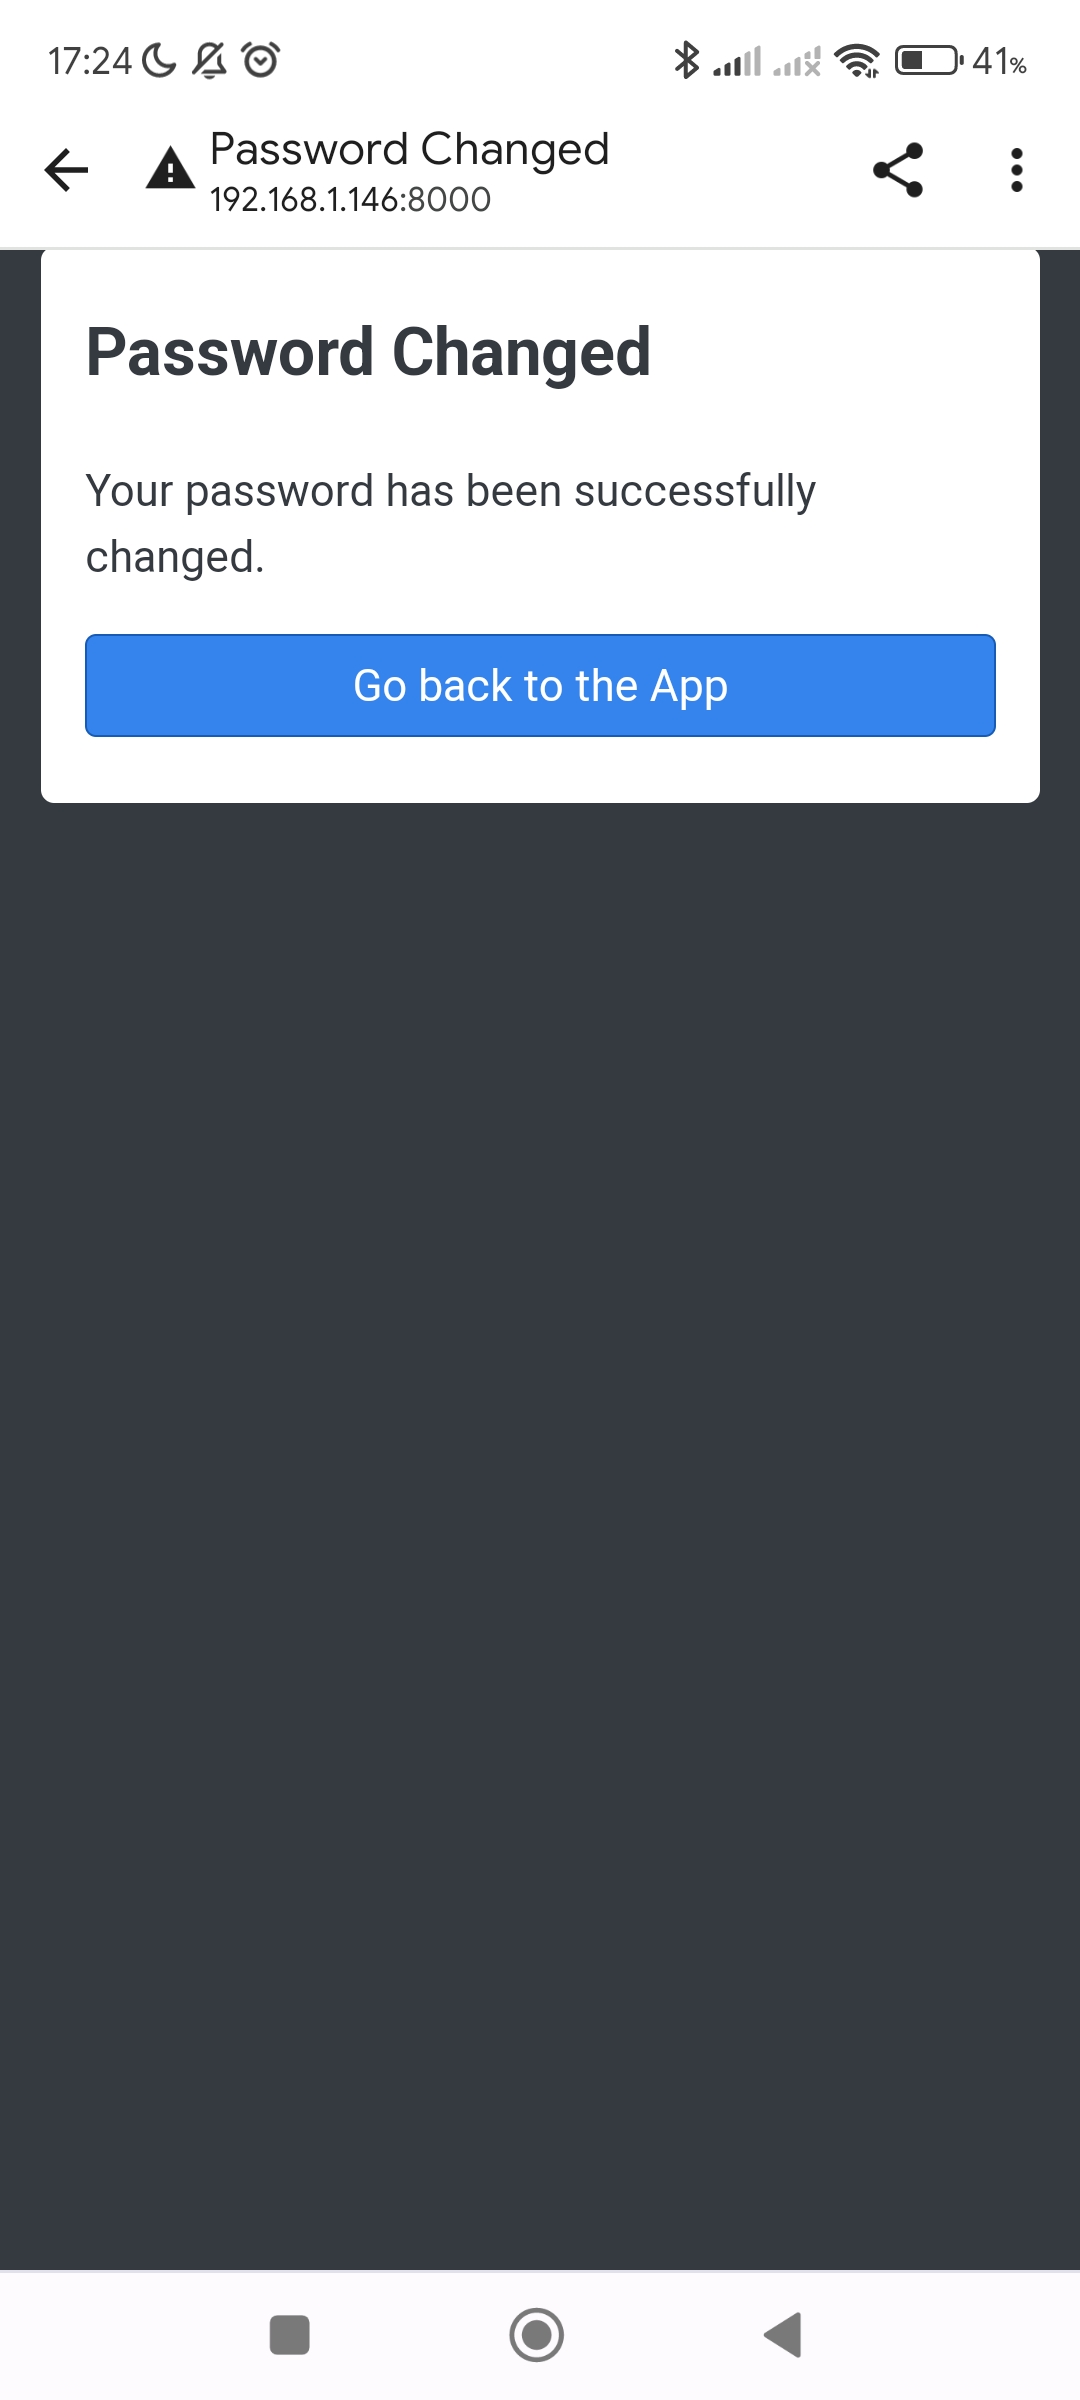 17:24
41%
Password Changed
192.168.1.146:8000
Password Changed
Your password has been successfully
changed.
Go back to the App